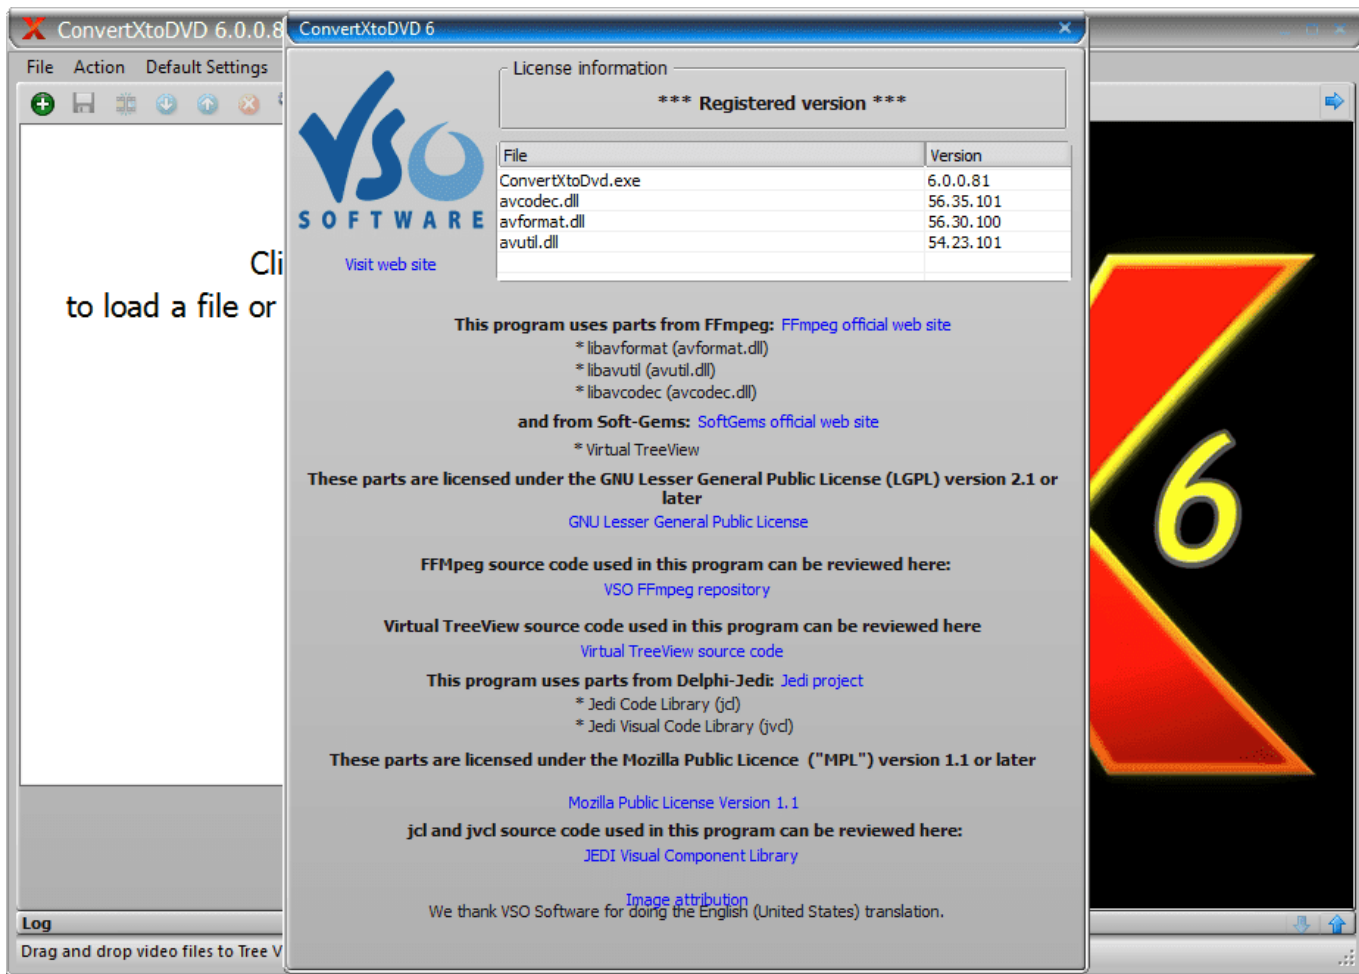 ConvertXtoDVD 6.0.0.8
ConvertXtoDVD 6
File Action Default Settings
VSO
SOFTWARE
Visit web site
License information
*** Registered version ***
File Version
ConvertXtoDvd.exe 6.0.0.81
avcodec.dll 56.35.101
avformat.dll 56.30.100
avutil.dll 54.23.101
Cli
to load a file or
This program uses parts from FFmpeg: FFmpeg official web site
* libavformat (avformat.dll)
* libavutil (avutil.dll)
* libavcodec (avcodec.dll)
and from Soft-Gems: SoftGems official web site
* Virtual TreeView
These parts are licensed under the GNU Lesser General Public License (LGPL) version 2.1 or
later
GNU Lesser General Public License
6
FFMpeg source code used in this program can be reviewed here:
VSO FFmpeg repository
Virtual TreeView source code used in this program can be reviewed here
Virtual TreeView source code
This program uses parts from Delphi-Jedi: Jedi project
* Jedi Code Library (jcl)
* Jedi Visual Code Library (jvcl)
These parts are licensed under the Mozilla Public Licence ("MPL") version 1.1 or later
Mozilla Public License Version 1.1
jcl and jvcl source code used in this program can be reviewed here:
JEDI Visual Component Library
Image attribution
We thank VSO Software for doing the English (United States) translation.
Log
Drag and drop video files to Tree V